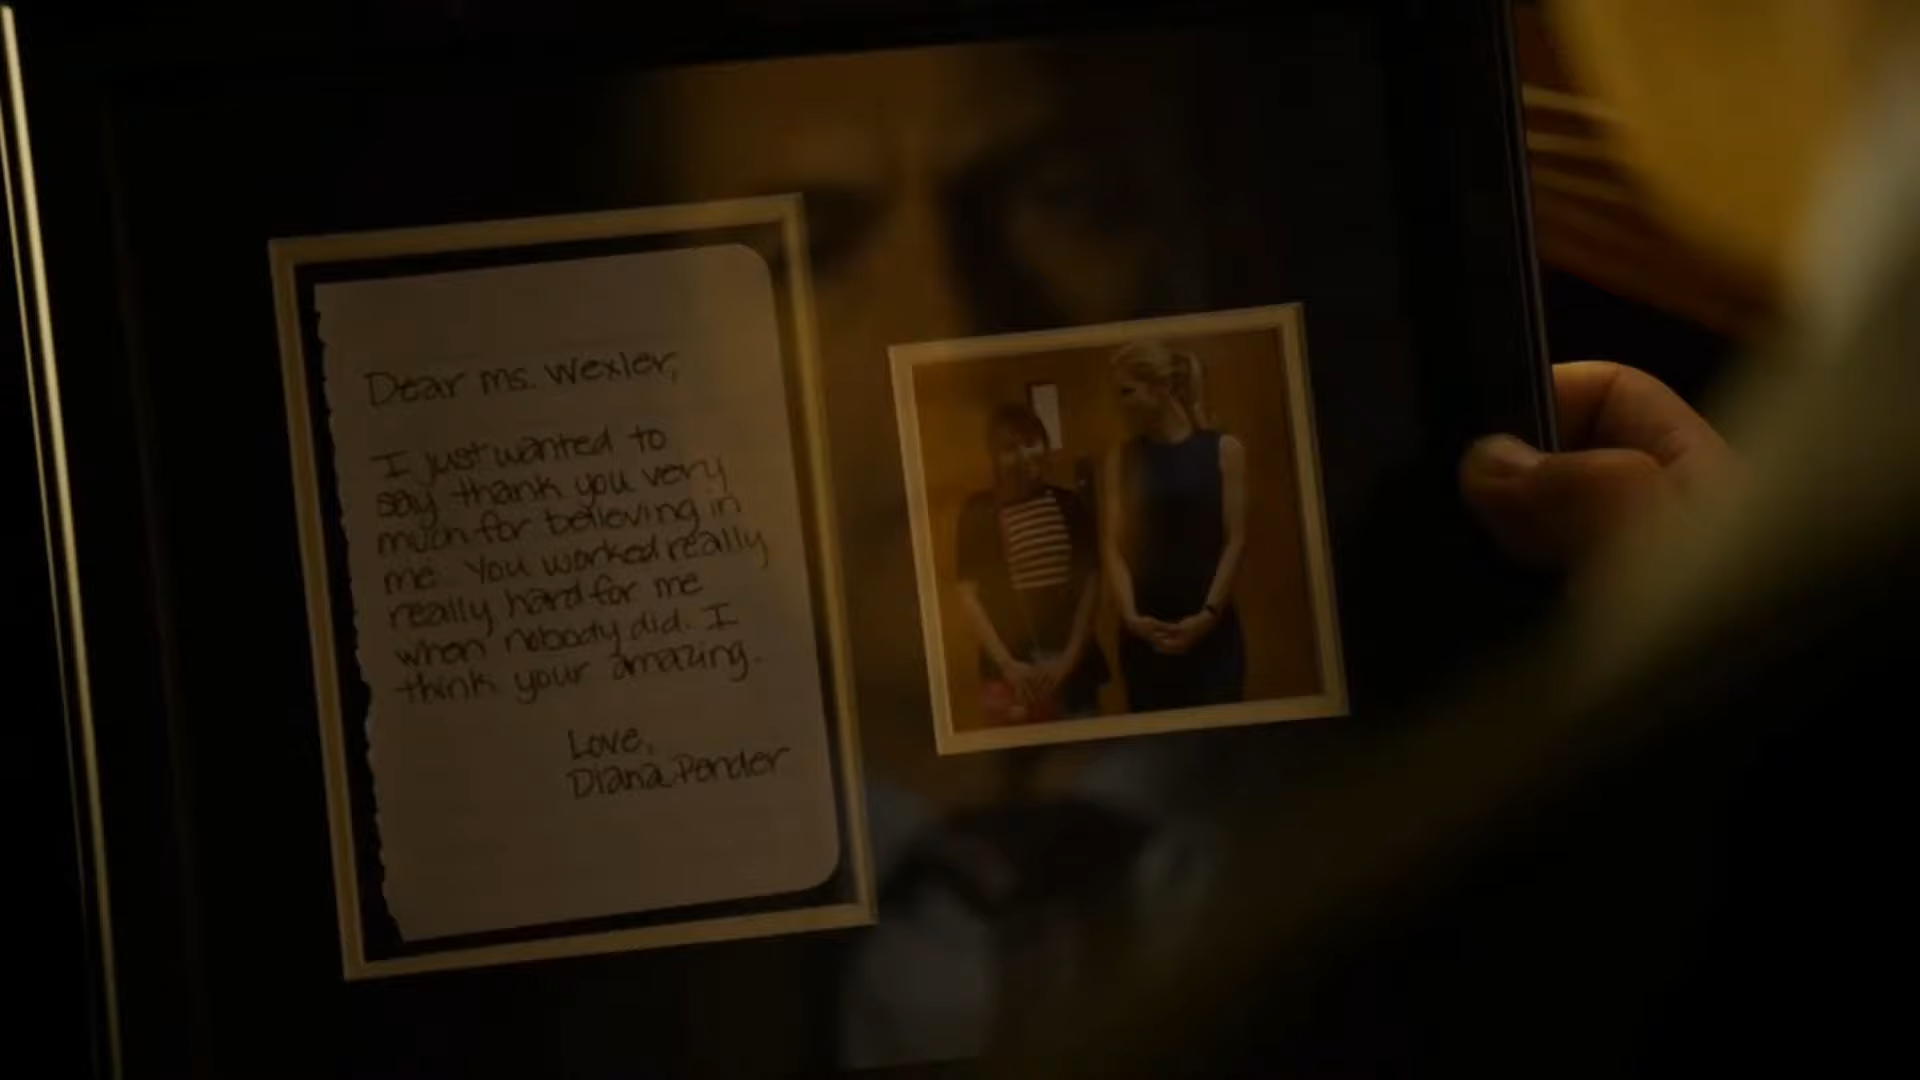 Dear ms. Wexler,
I just wanted to
say thank you very
much for believing in
me. You worked really
really hard for me
when nobody did. I
think your amazing.
Love,
Diana Pender